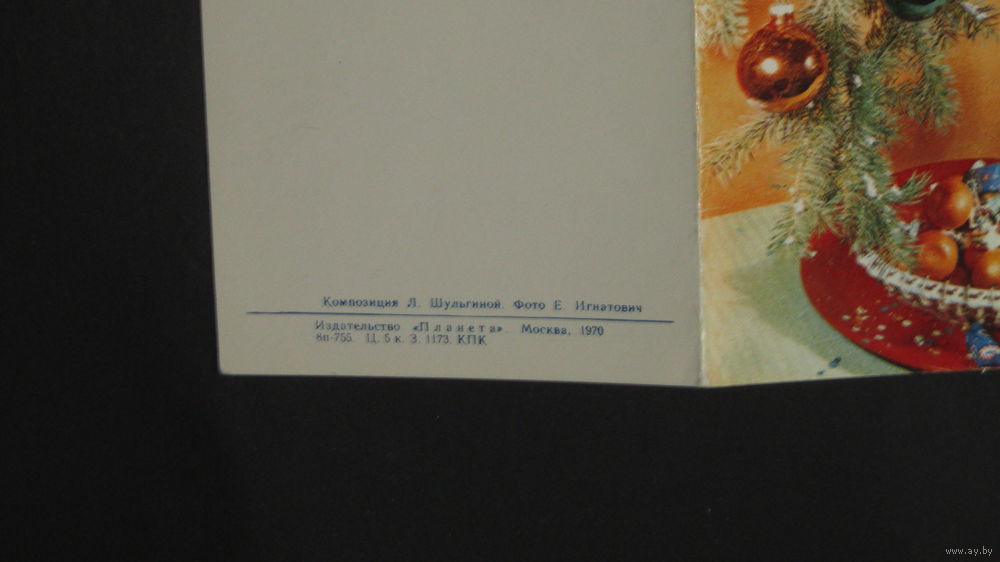 Композиция Л. Шульгиной. Фото Е. Игнатович
Издательство «Планета». Москва, 1970
8п-755. Ц. 5 к. З. 1173. КПК
www.ay.by